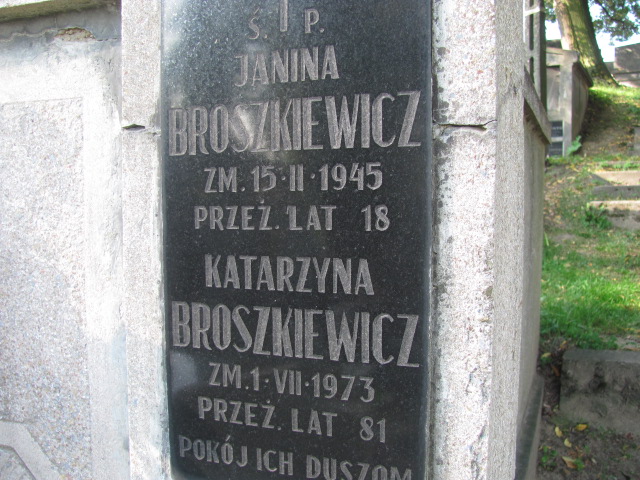 Ś. P.
JANINA
BROSZKIEWICZ
ZM. 15·II·1945
PRZEŻ. LAT 18
KATARZYNA
BROSZKIEWICZ
ZM. 1·VII·1973
PRZEŻ. LAT 81
POKÓJ ICH DUSZOM